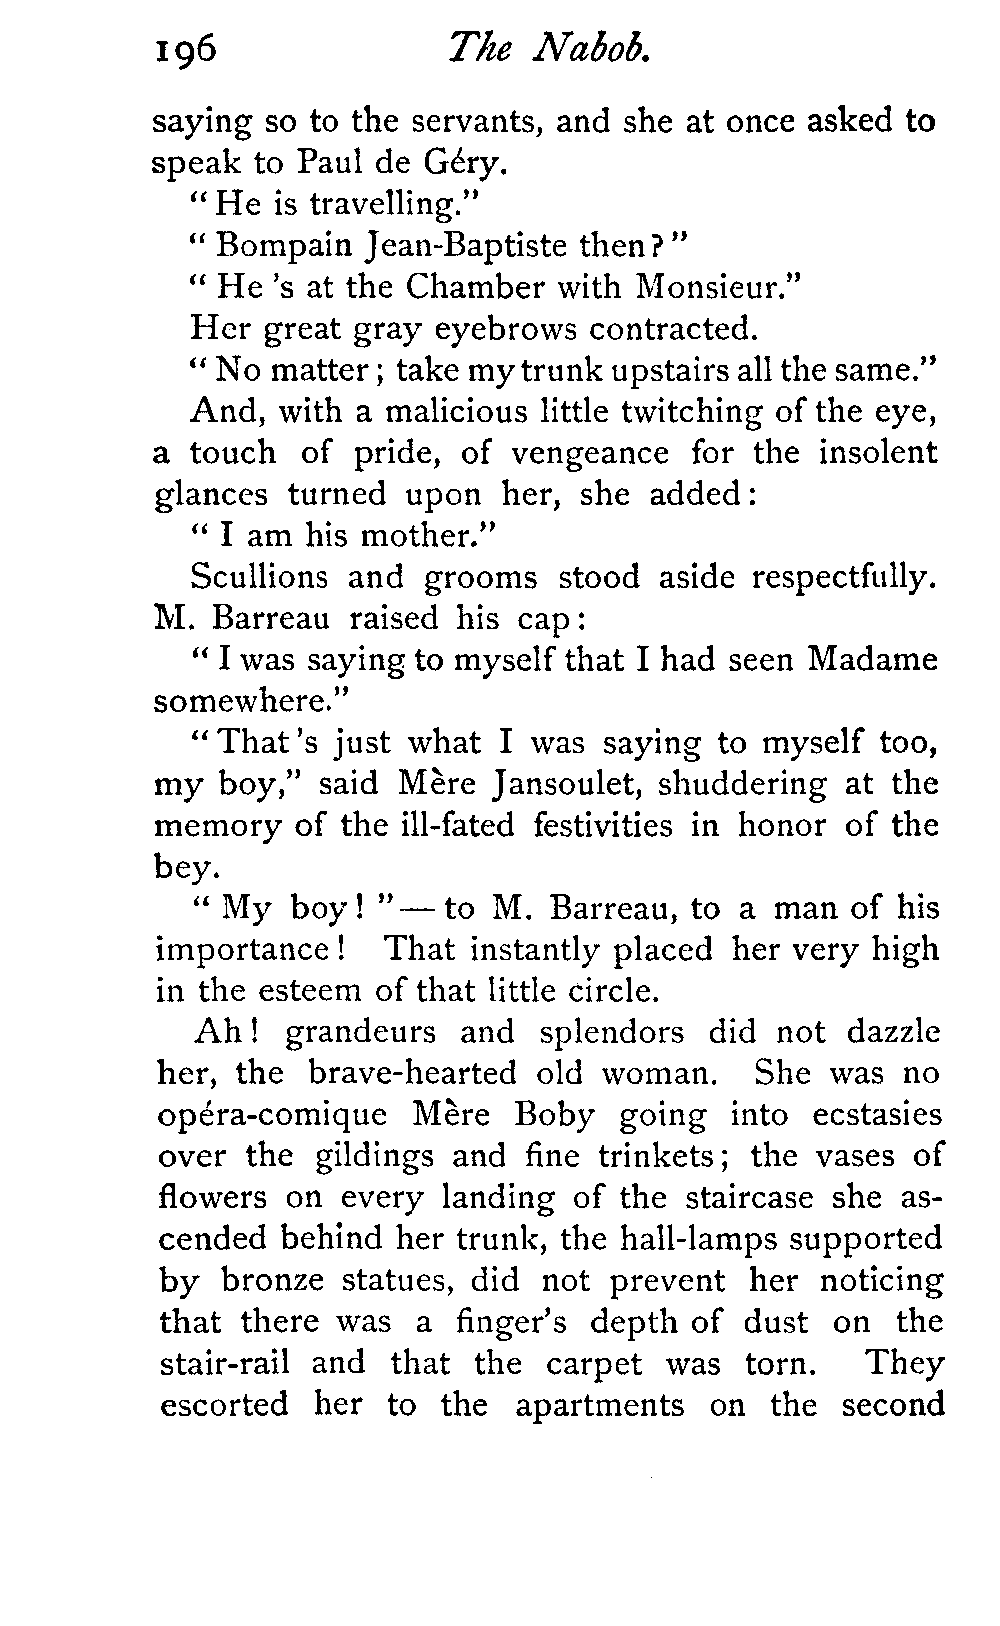 196 The Nabob.
saying so to the servants, and she at once asked to
speak to Paul de Géry.
"He is travelling."
"Bompain Jean-Baptiste then?"
"He 's at the Chamber with Monsieur."
Her great gray eyebrows contracted.
"No matter; take my trunk upstairs all the same."
And, with a malicious little twitching of the eye,
a touch of pride, of vengeance for the insolent
glances turned upon her, she added:
"I am his mother."
Scullions and grooms stood aside respectfully.
M. Barreau raised his cap:
"I was saying to myself that I had seen Madame
somewhere."
"That 's just what I was saying to myself too,
my boy," said Mère Jansoulet, shuddering at the
memory of the ill-fated festivities in honor of the
bey.
"My boy!"—to M. Barreau, to a man of his
importance! That instantly placed her very high
in the esteem of that little circle.
Ah! grandeurs and splendors did not dazzle
her, the brave-hearted old woman. She was no
opéra-comique Mère Boby going into ecstasies
over the gildings and fine trinkets; the vases of
flowers on every landing of the staircase she as-
cended behind her trunk, the hall-lamps supported
by bronze statues, did not prevent her noticing
that there was a finger's depth of dust on the
stair-rail and that the carpet was torn. They
escorted her to the apartments on the second